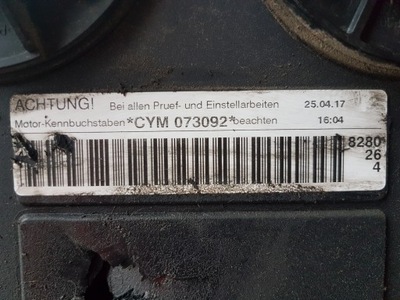 ACHTUNG! Bei allen Pruef- und Einstellarbeiten 25.04.17
Motor-Kennbuchstaben *CYM 073092* beachten 16:04
8280
26
4